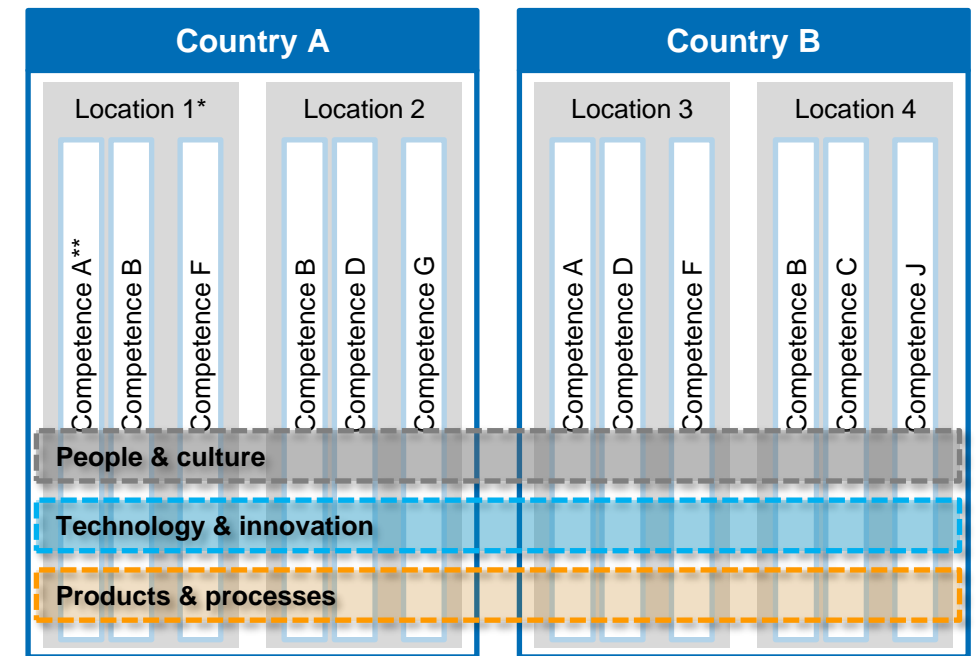 Country A
Country B
Location 1*
Location 2
Location 3
Location 4
Competence A**
Competence B
Competence F
Competence B
Competence D
Competence G
Competence A
Competence D
Competence F
Competence B
Competence C
Competence J
People & culture
Technology & innovation
Products & processes